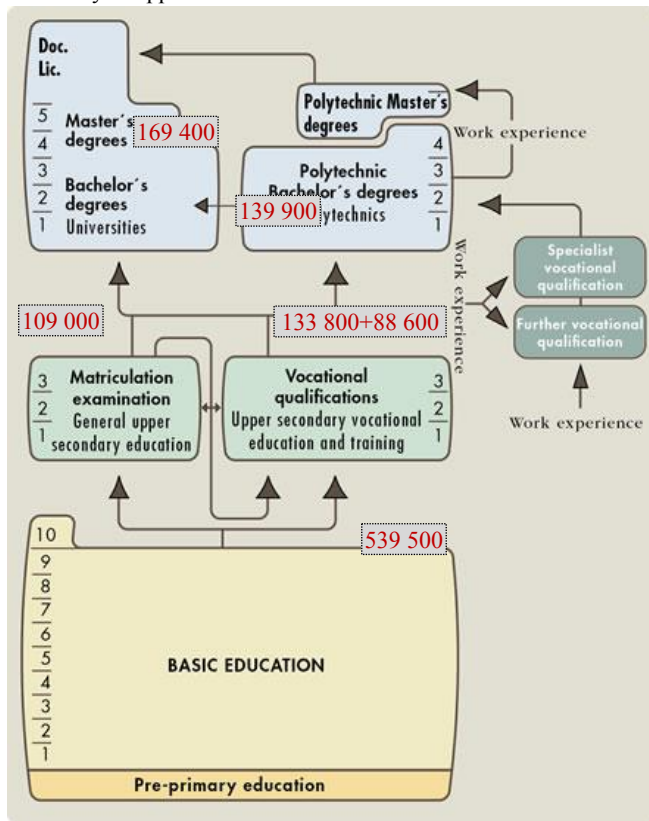 Doc.
Lic.
5
Master´s
degrees
169 400
4
3
Bachelor´s
degrees
2
1
Universities
Polytechnic Master´s
degrees
Work experience
Polytechnic
Bachelor´s degrees
139 900
4
3
2
1
Specialist
vocational
qualification
Work experience
Further vocational
qualification
Work experience
109 000
133 800+88 600
3
2
1
Matriculation
examination
General upper
secondary education
Vocational
qualifications
Upper secondary vocational
education and training
3
2
1
539 500
10
9
8
7
6
5
4
3
2
1
BASIC EDUCATION
Pre-primary education